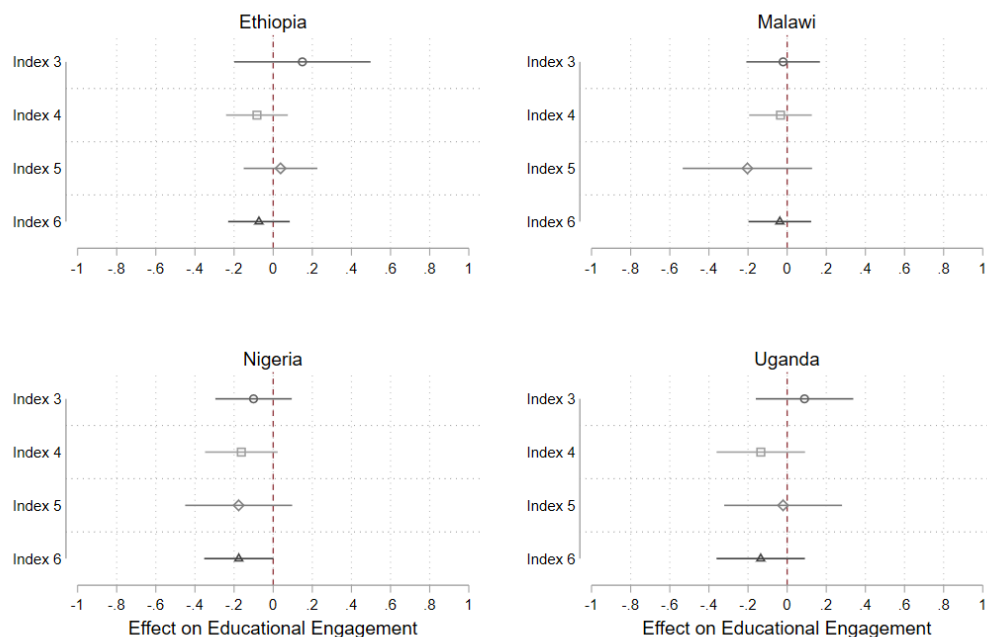 Ethiopia
Index 3
Index 4
Index 5
Index 6
-1 -.8 -.6 -.4 -.2 0 .2 .4 .6 .8 1
Malawi
Index 3
Index 4
Index 5
Index 6
-1 -.8 -.6 -.4 -.2 0 .2 .4 .6 .8 1
Nigeria
Index 3
Index 4
Index 5
Index 6
-1 -.8 -.6 -.4 -.2 0 .2 .4 .6 .8 1
Effect on Educational Engagement
Uganda
Index 3
Index 4
Index 5
Index 6
-1 -.8 -.6 -.4 -.2 0 .2 .4 .6 .8 1
Effect on Educational Engagement